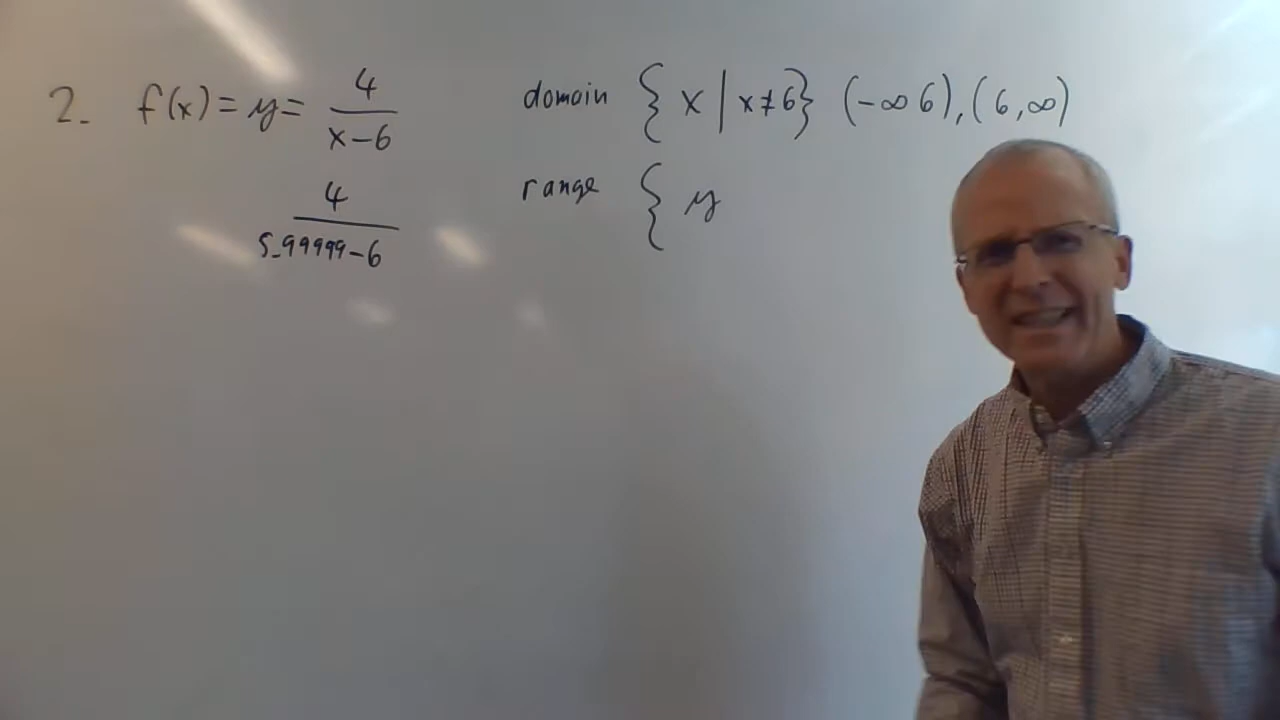 2. f(x) = y = 4/(x-6) domain { x | x≠6} (-∞ 6), (6,∞)
4/(5.99999-6) range { y